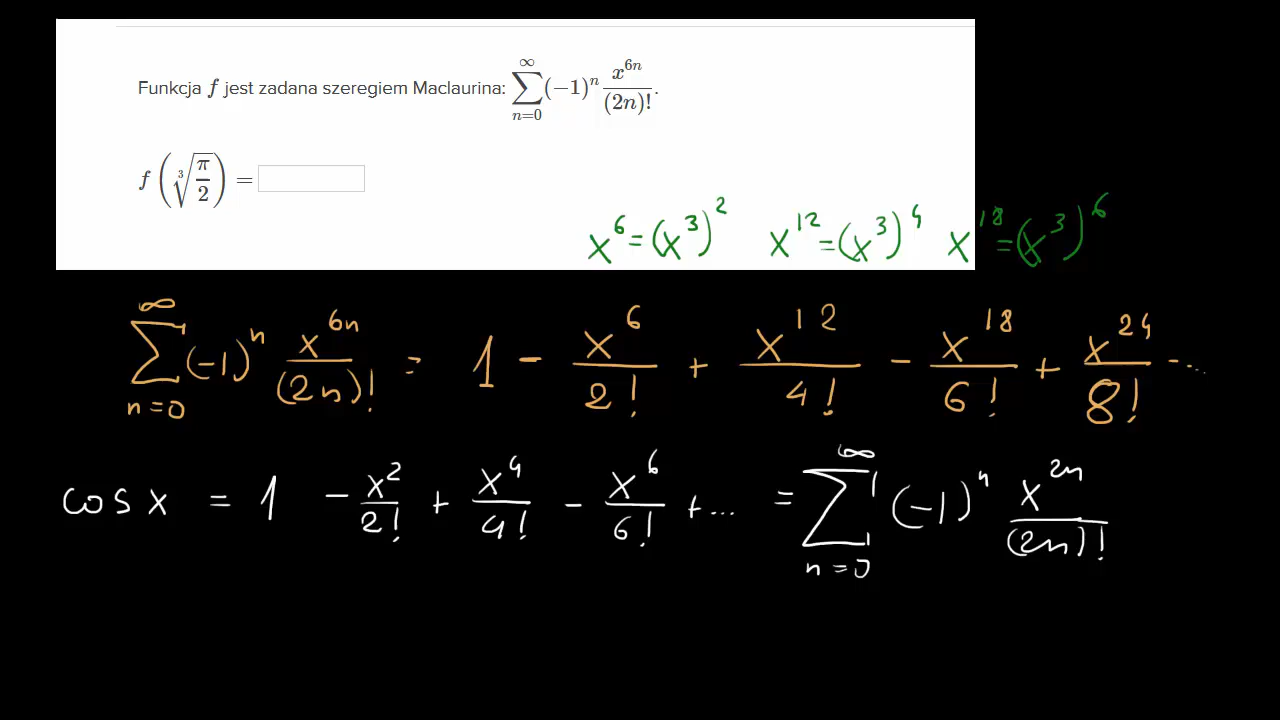 Funkcja f jest zadana szeregiem Maclaurina: ∑_{n=0}^{∞} (−1)^n x^{6n}/(2n)!.
f(∛(π/2)) =
x^6 = (x^3)^2   x^12 = (x^3)^4   x^18 = (x^3)^6
∑_{n=0}^{∞} (-1)^n x^{6n}/(2n)! = 1 - x^6/2! + x^12/4! - x^18/6! + x^24/8! - ...
cos x = 1 - x^2/2! + x^4/4! - x^6/6! + ... = ∑_{n=0}^{∞} (-1)^n x^{2n}/(2n)!